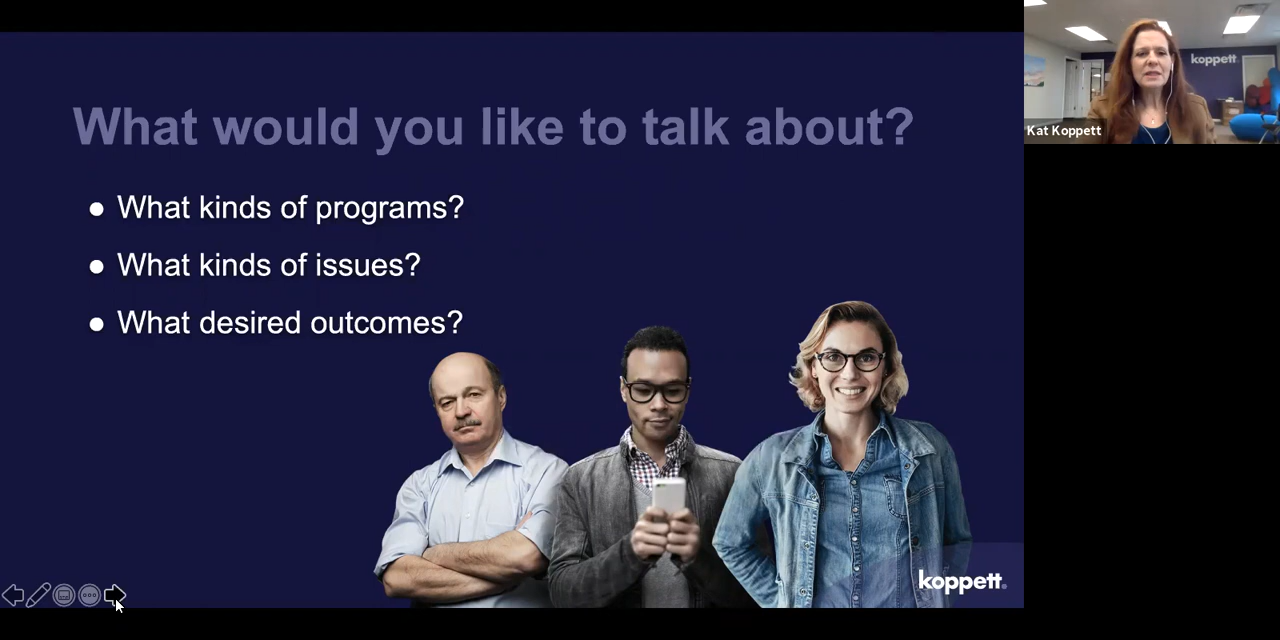 What would you like to talk about?
● What kinds of programs?
● What kinds of issues?
● What desired outcomes?
koppett®
koppett
Kat Koppett